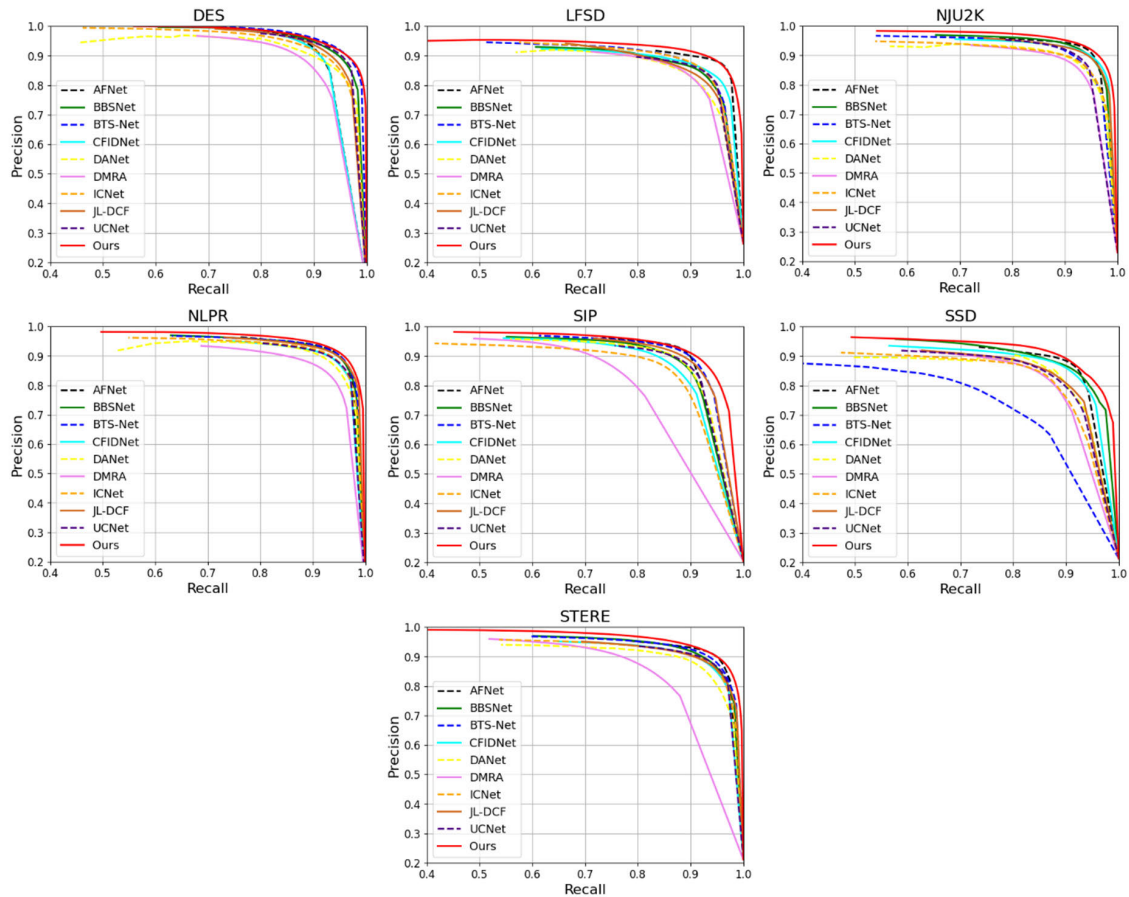 DES
Precision
1.0
0.9
0.8
0.7
0.6
0.5
0.4
0.3
0.2
AFNet
BBSNet
BTS-Net
CFIDNet
DANet
DMRA
ICNet
JL-DCF
UCNet
Ours
0.4 0.5 0.6 0.7 0.8 0.9 1.0
Recall
LFSD
Precision
1.0
0.9
0.8
0.7
0.6
0.5
0.4
0.3
0.2
AFNet
BBSNet
BTS-Net
CFIDNet
DANet
DMRA
ICNet
JL-DCF
UCNet
Ours
0.4 0.5 0.6 0.7 0.8 0.9 1.0
Recall
NJU2K
Precision
1.0
0.9
0.8
0.7
0.6
0.5
0.4
0.3
0.2
AFNet
BBSNet
BTS-Net
CFIDNet
DANet
DMRA
ICNet
JL-DCF
UCNet
Ours
0.4 0.5 0.6 0.7 0.8 0.9 1.0
Recall
NLPR
Precision
1.0
0.9
0.8
0.7
0.6
0.5
0.4
0.3
0.2
AFNet
BBSNet
BTS-Net
CFIDNet
DANet
DMRA
ICNet
JL-DCF
UCNet
Ours
0.4 0.5 0.6 0.7 0.8 0.9 1.0
Recall
SIP
Precision
1.0
0.9
0.8
0.7
0.6
0.5
0.4
0.3
0.2
AFNet
BBSNet
BTS-Net
CFIDNet
DANet
DMRA
ICNet
JL-DCF
UCNet
Ours
0.4 0.5 0.6 0.7 0.8 0.9 1.0
Recall
SSD
Precision
1.0
0.9
0.8
0.7
0.6
0.5
0.4
0.3
0.2
AFNet
BBSNet
BTS-Net
CFIDNet
DANet
DMRA
ICNet
JL-DCF
UCNet
Ours
0.4 0.5 0.6 0.7 0.8 0.9 1.0
Recall
STERE
Precision
1.0
0.9
0.8
0.7
0.6
0.5
0.4
0.3
0.2
AFNet
BBSNet
BTS-Net
CFIDNet
DANet
DMRA
ICNet
JL-DCF
UCNet
Ours
0.4 0.5 0.6 0.7 0.8 0.9 1.0
Recall